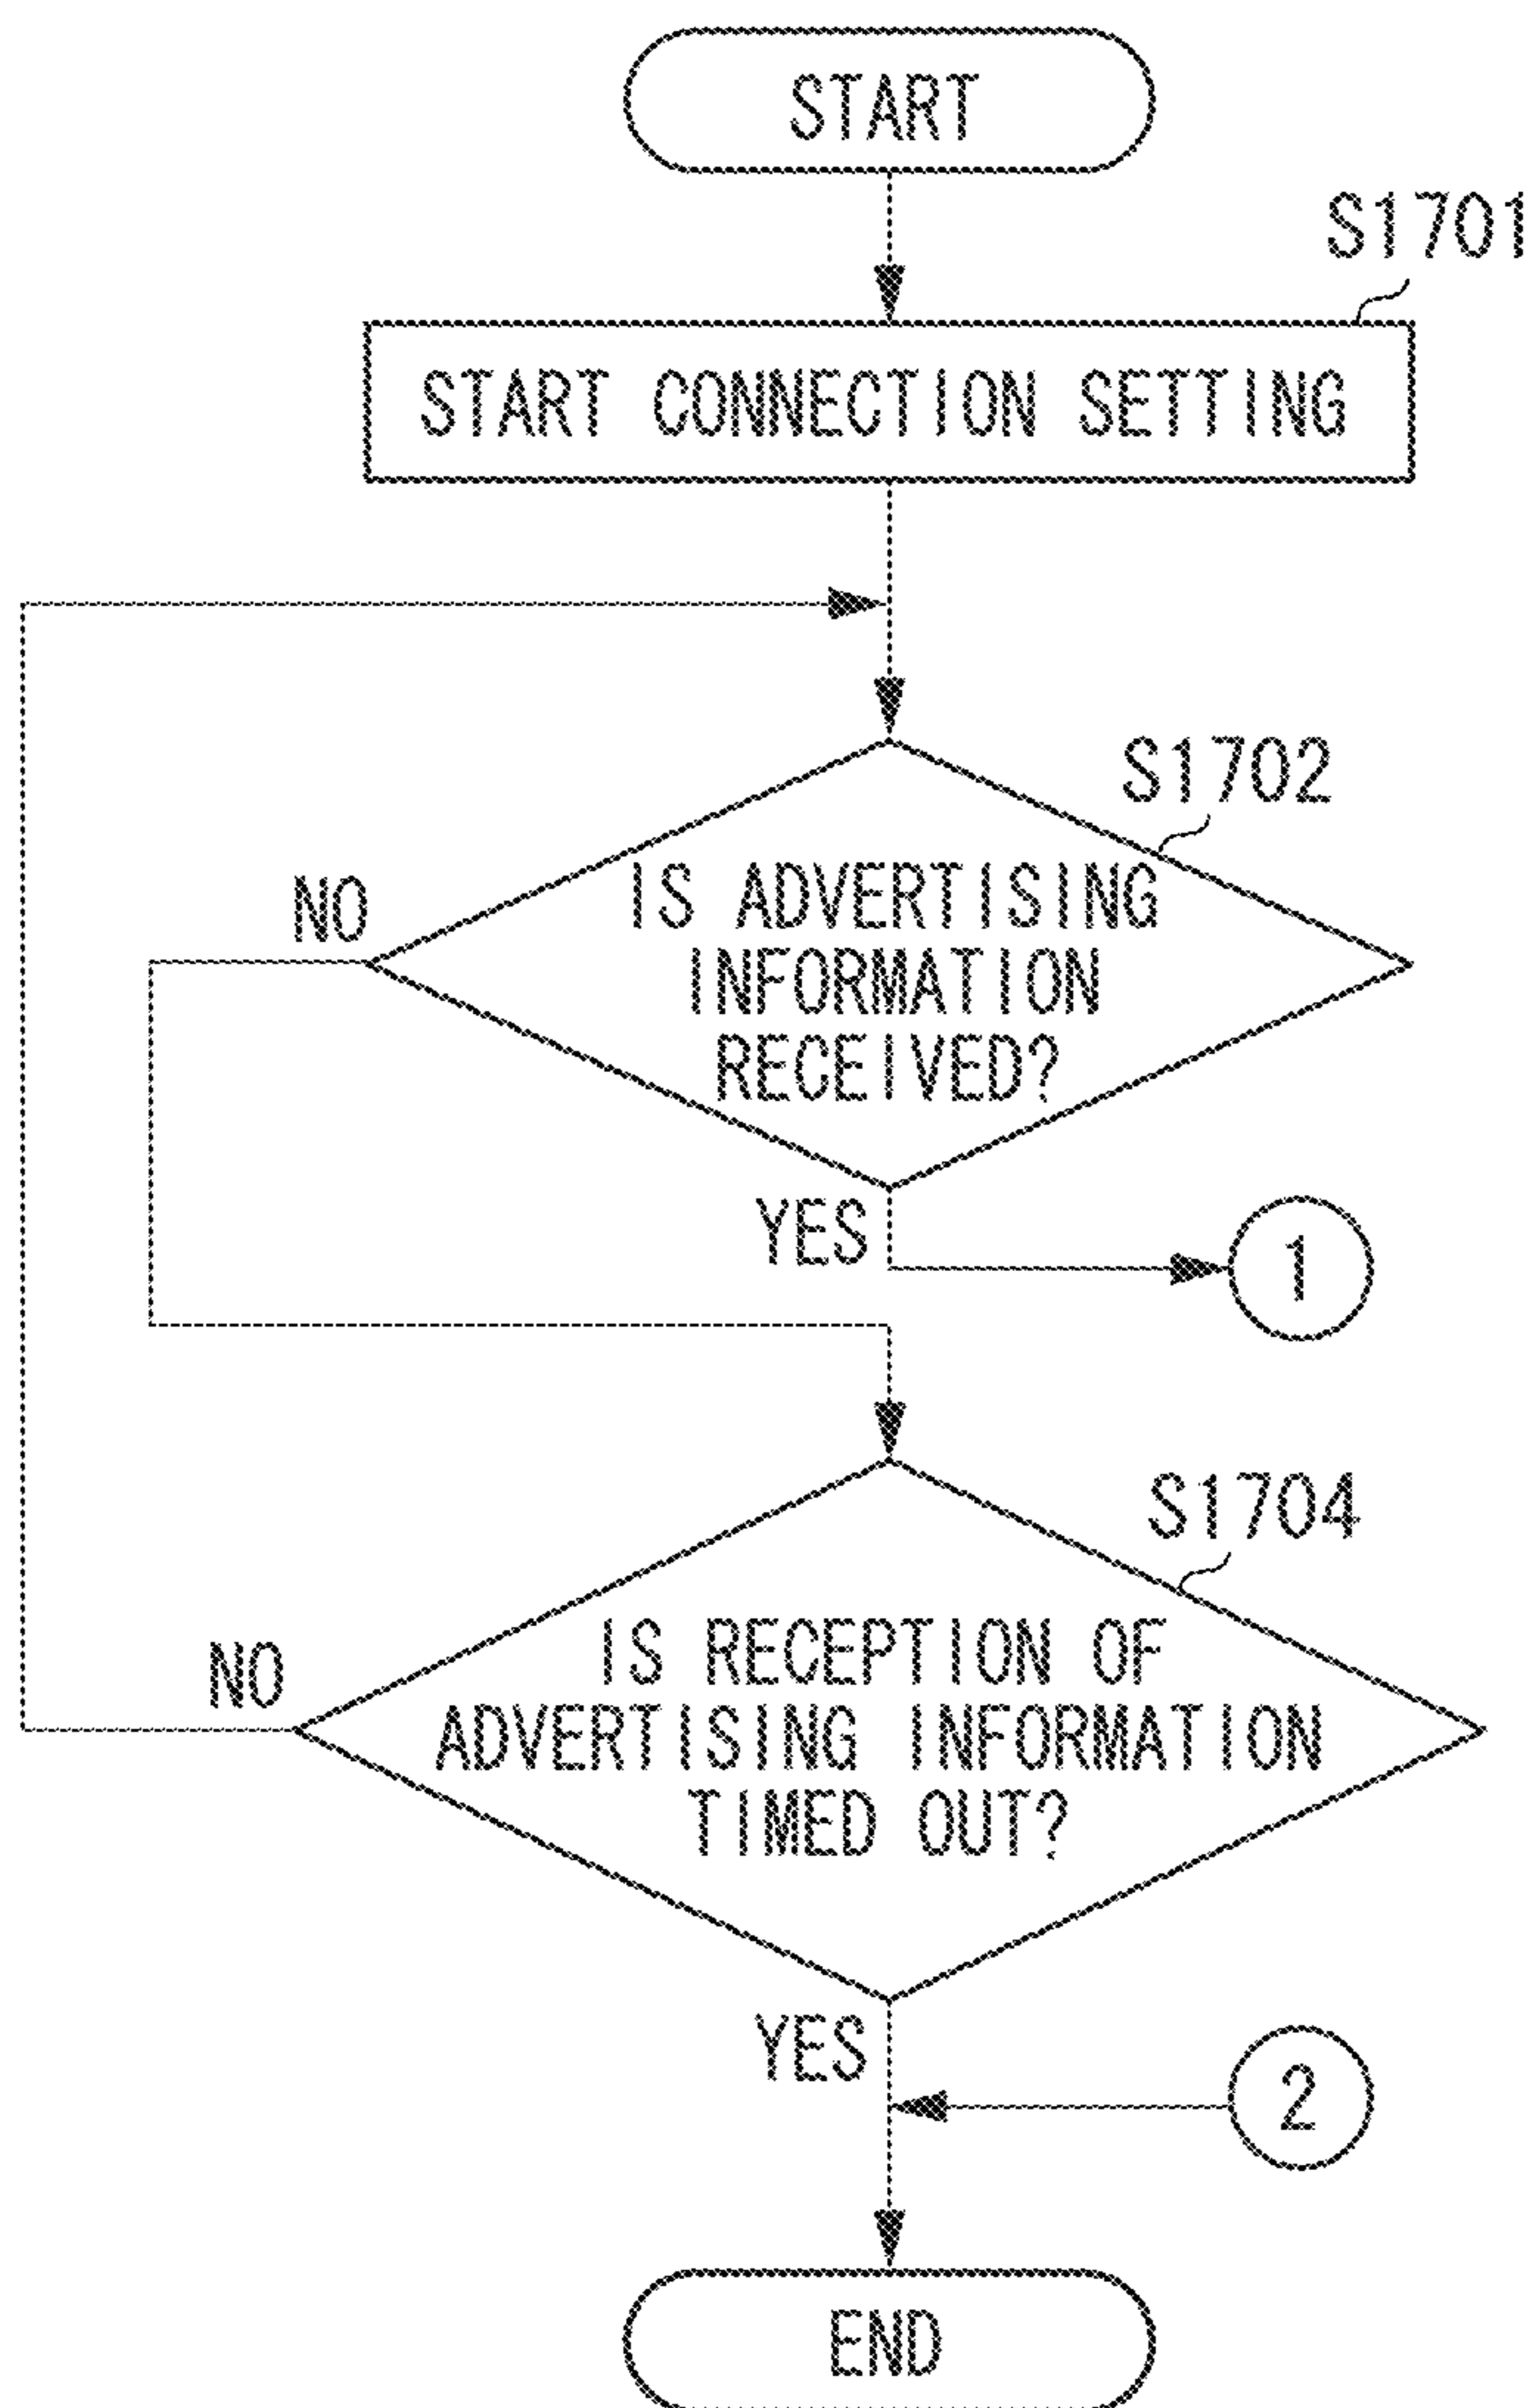 START
S1701
START CONNECTION SETTING
S1702
NO
IS ADVERTISING
INFORMATION
RECEIVED?
YES
1
S1704
NO
IS RECEPTION OF
ADVERTISING INFORMATION
TIMED OUT?
YES
2
END